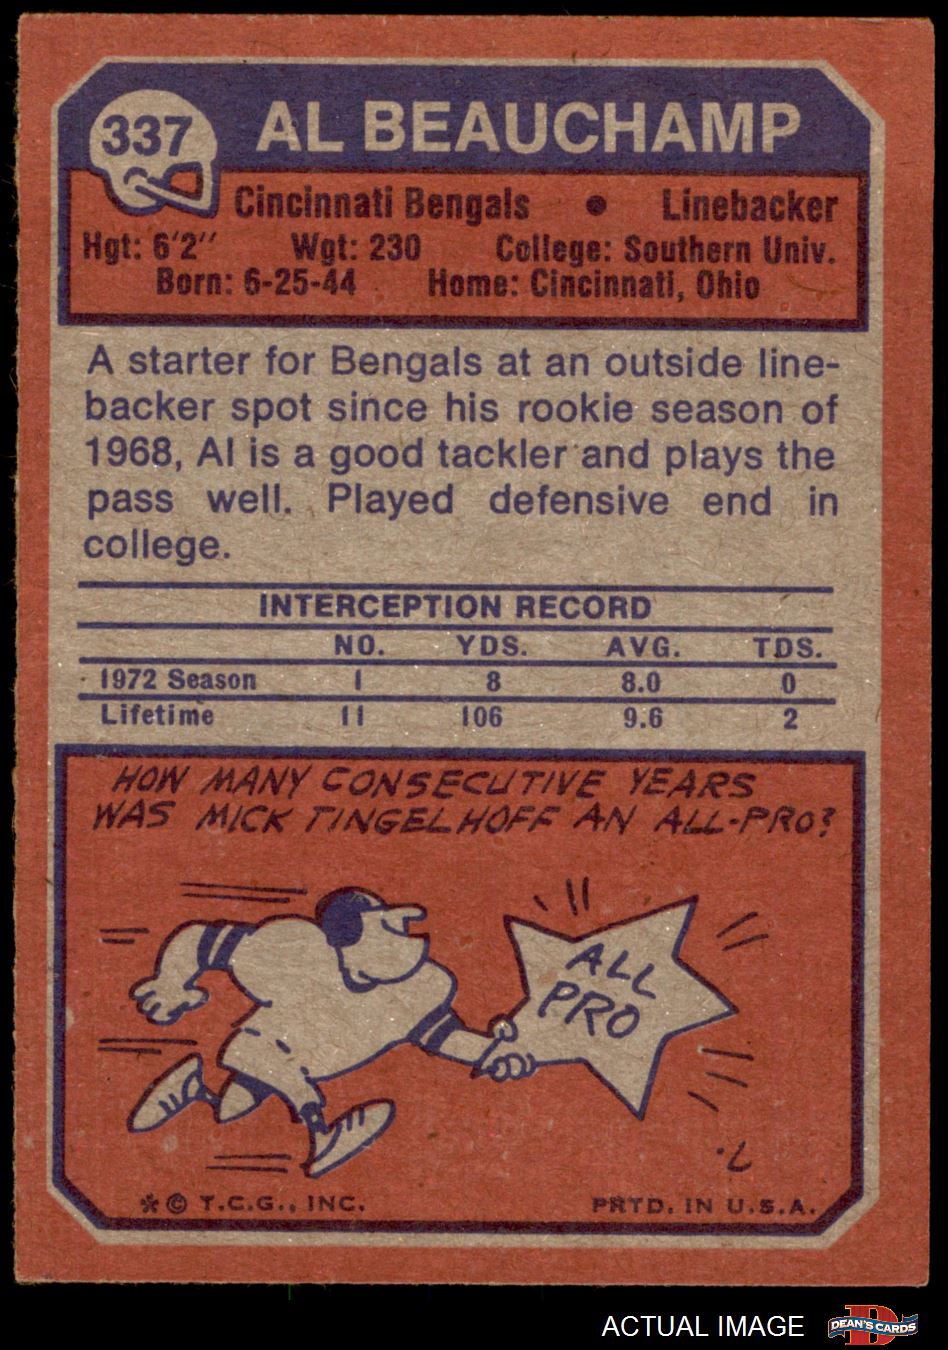 337
AL BEAUCHAMP
Cincinnati Bengals • Linebacker
Hgt: 6'2" Wgt: 230 College: Southern Univ.
Born: 6-25-44 Home: Cincinnati, Ohio
A starter for Bengals at an outside line-
backer spot since his rookie season of
1968, Al is a good tackler and plays the
pass well. Played defensive end in
college.
INTERCEPTION RECORD
NO. YDS. AVG. TDS.
1972 Season 1 8 8.0 0
Lifetime 11 106 9.6 2
HOW MANY CONSECUTIVE YEARS
WAS MICK TINGELHOFF AN ALL-PRO?
ALL
PRO
* © T.C.G., INC. PRTD. IN U.S.A.
ACTUAL IMAGE
D
DEAN'S CARDS